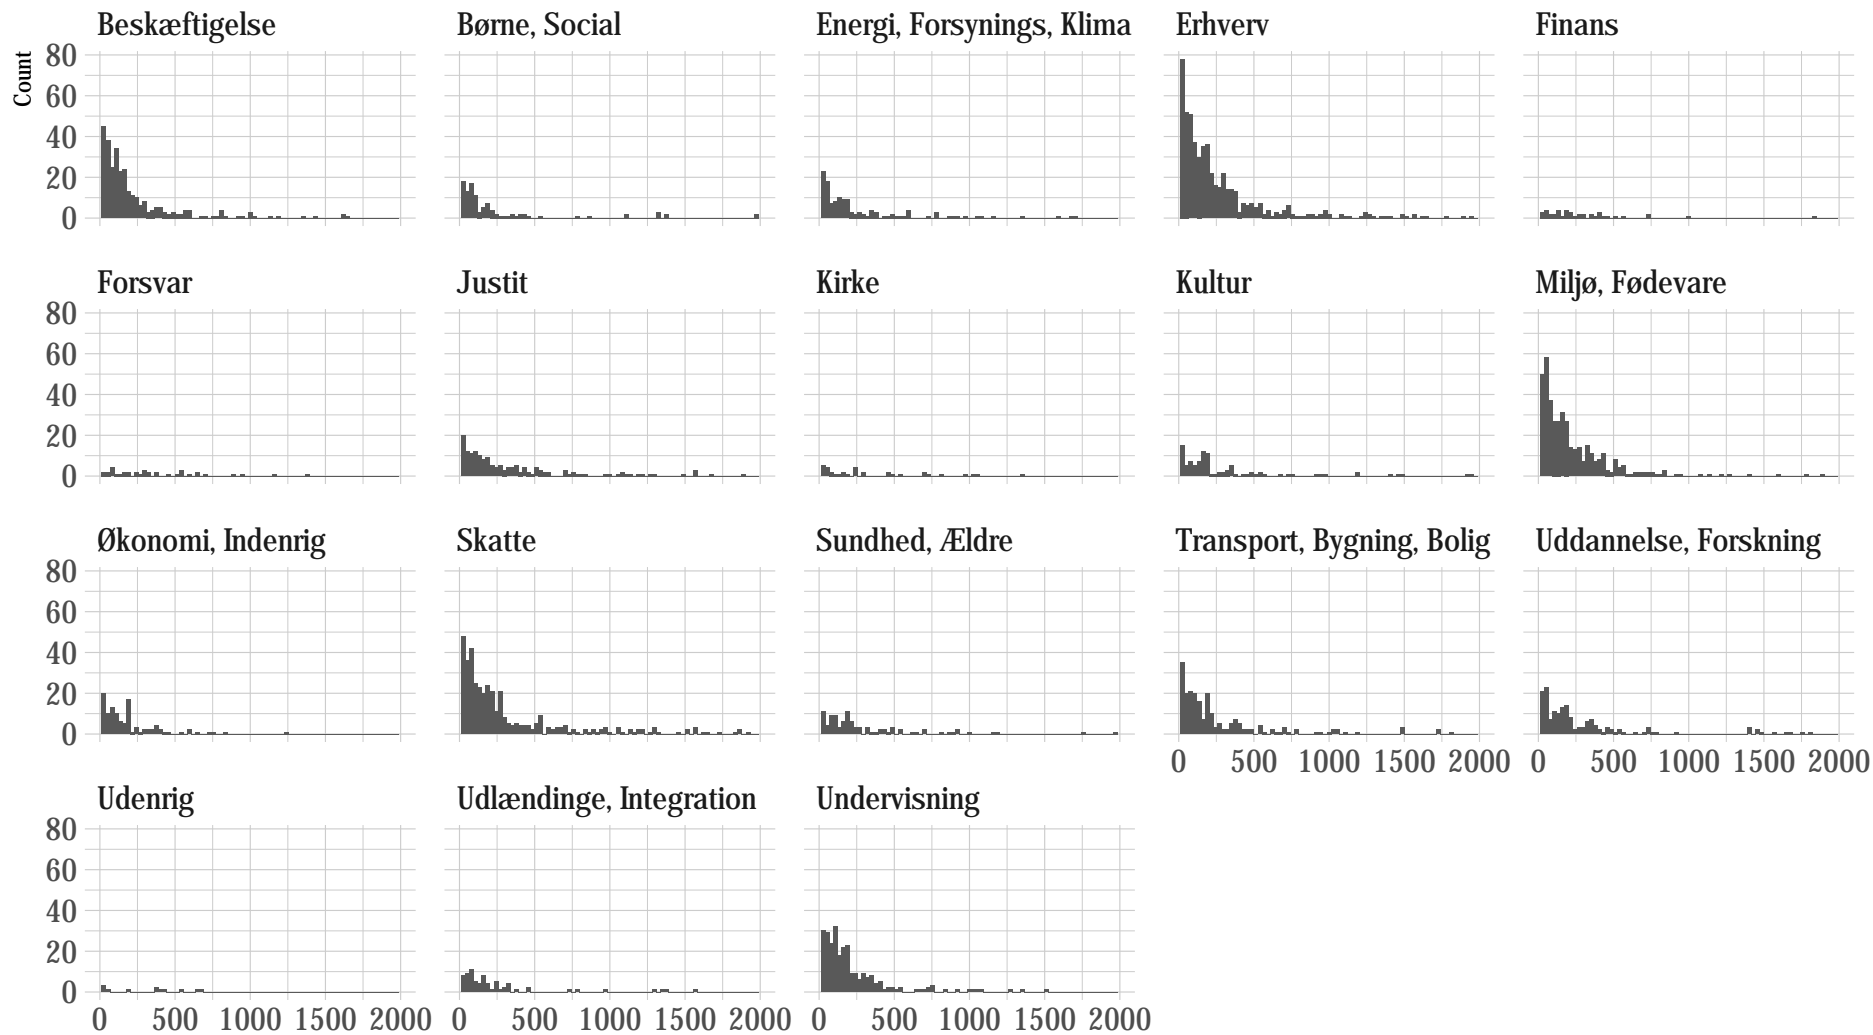 Beskæftigelse Børne, Social Energi, Forsynings, Klima Erhverv Finans
Count
80
60
40
20
0
Forsvar Justit Kirke Kultur Miljø, Fødevare
80
60
40
20
0
Økonomi, Indenrig Skatte Sundhed, Ældre Transport, Bygning, Bolig Uddannelse, Forskning
80
60
40
20
0
0 500 1000 1500 2000 0 500 1000 1500 2000
Udenrig Udlændinge, Integration Undervisning
80
60
40
20
0
0 500 1000 1500 2000 0 500 1000 1500 2000 0 500 1000 1500 2000